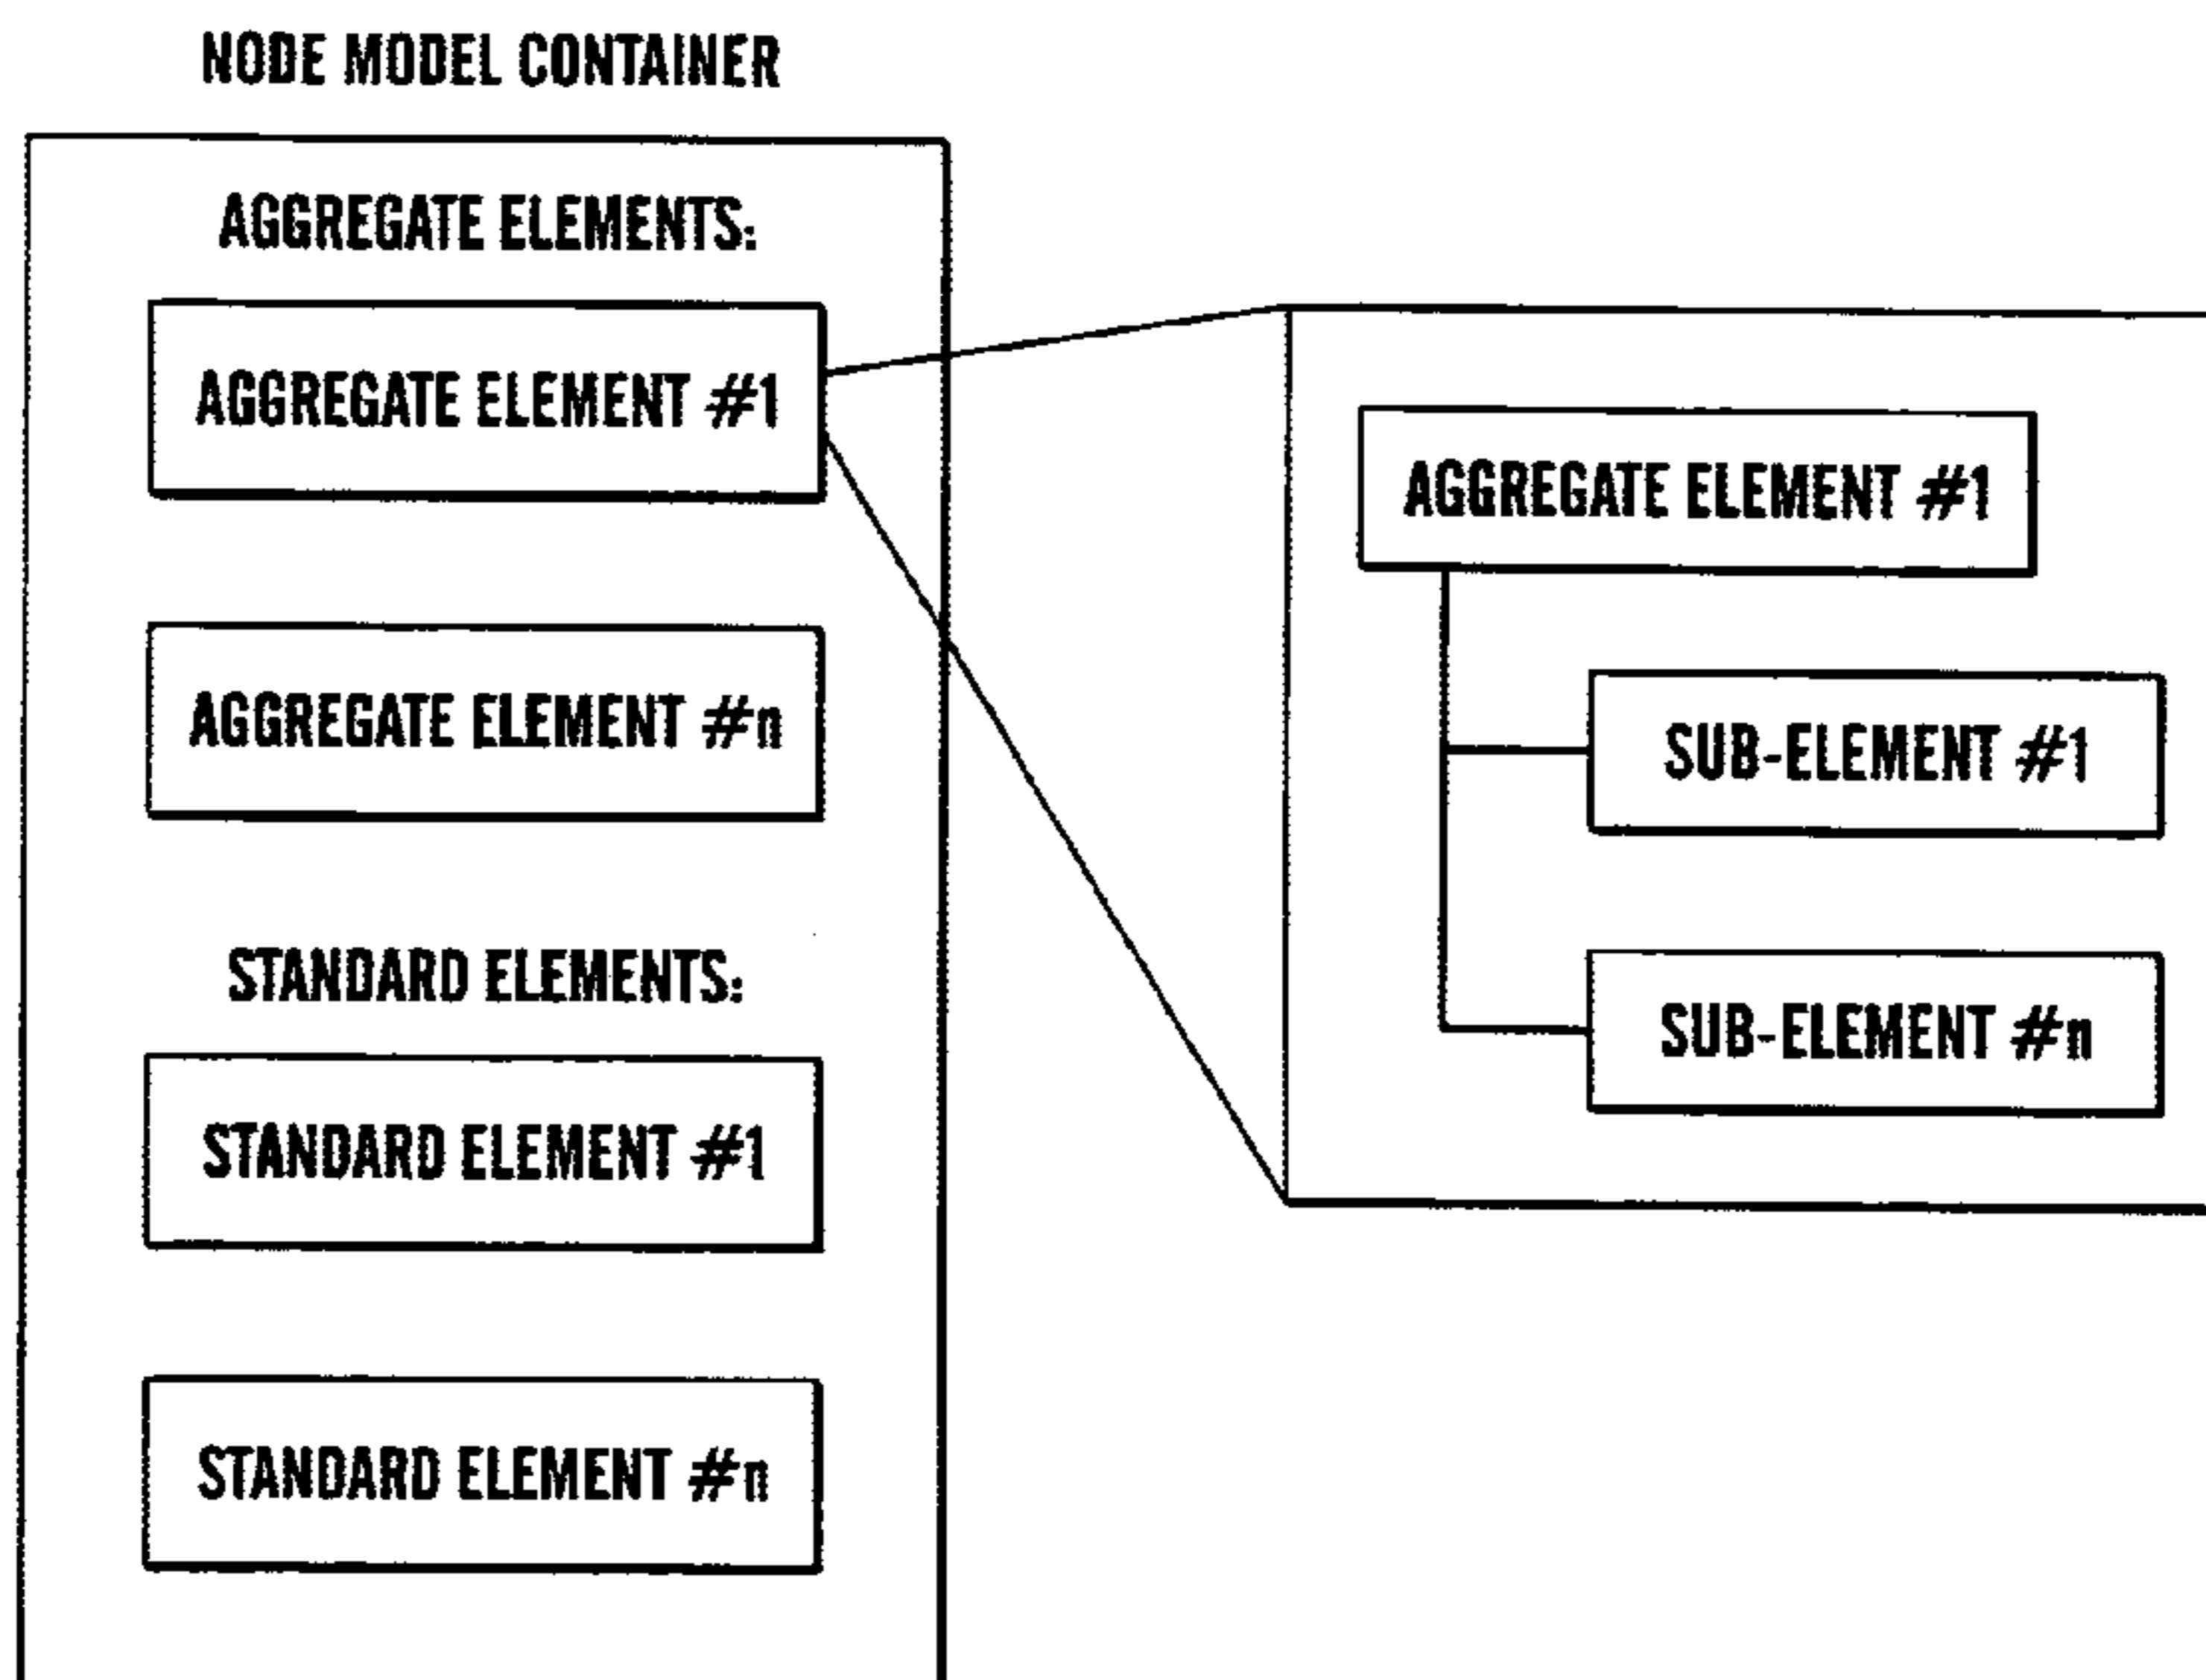 NODE MODEL CONTAINER
AGGREGATE ELEMENTS:
AGGREGATE ELEMENT #1
AGGREGATE ELEMENT #n
STANDARD ELEMENTS:
STANDARD ELEMENT #1
STANDARD ELEMENT #n
AGGREGATE ELEMENT #1
SUB-ELEMENT #1
SUB-ELEMENT #n